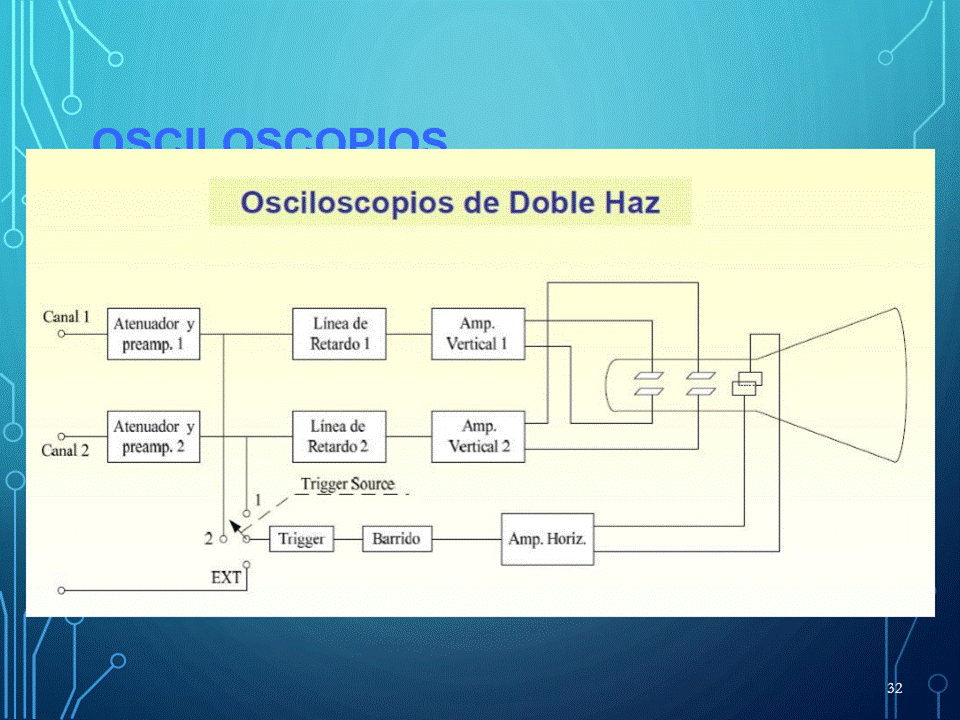 OSCILOSCOPIOS
Osciloscopios de Doble Haz
Canal 1
Atenuador y
preamp. 1
Línea de
Retardo 1
Amp.
Vertical 1
Canal 2
Atenuador y
preamp. 2
Línea de
Retardo 2
Amp.
Vertical 2
Trigger Source
1
2
Trigger
Barrido
Amp. Horiz.
EXT
32